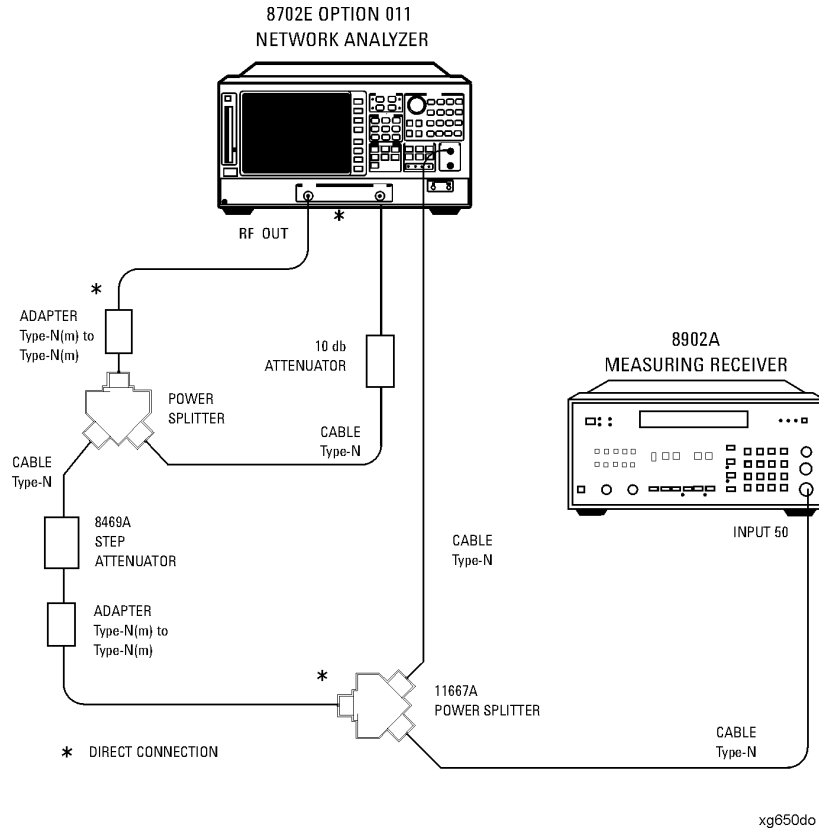 8702E OPTION 011
NETWORK ANALYZER
*
RF OUT
*
ADAPTER
Type-N(m) to
Type-N(m)
10 db
ATTENUATOR
8902A
MEASURING RECEIVER
POWER
SPLITTER
CABLE
Type-N
CABLE
Type-N
INPUT 50
8469A
STEP
ATTENUATOR
CABLE
Type-N
ADAPTER
Type-N(m) to
Type-N(m)
*
11667A
POWER SPLITTER
* DIRECT CONNECTION
CABLE
Type-N
xg650do